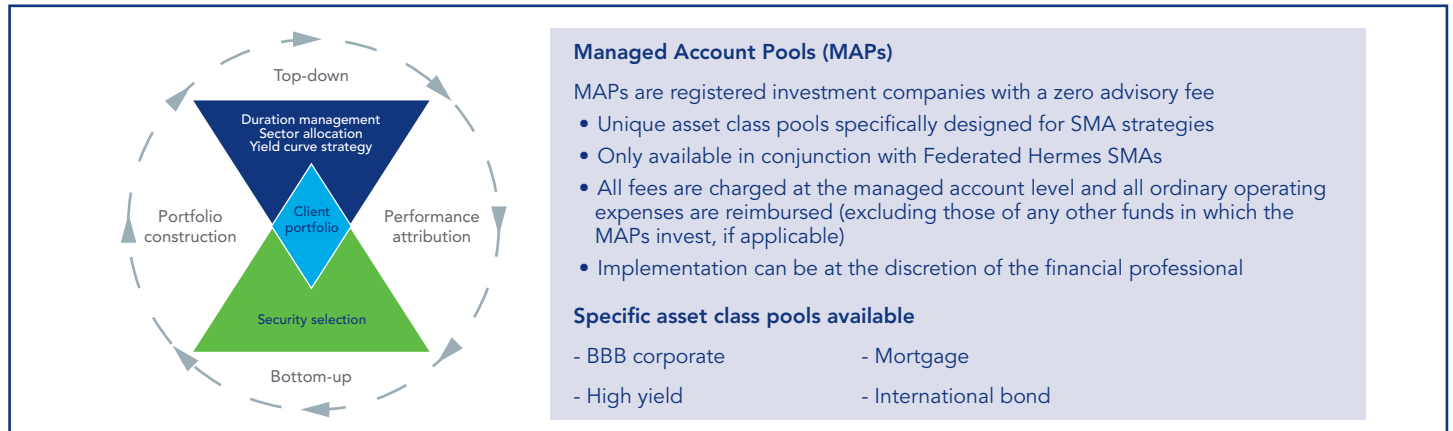 Top-down
Duration management
Sector allocation
Yield curve strategy
Client
portfolio
Portfolio
construction
Performance
attribution
Security selection
Bottom-up
Managed Account Pools (MAPs)
MAPs are registered investment companies with a zero advisory fee
• Unique asset class pools specifically designed for SMA strategies
• Only available in conjunction with Federated Hermes SMAs
• All fees are charged at the managed account level and all ordinary operating
expenses are reimbursed (excluding those of any other funds in which the
MAPs invest, if applicable)
• Implementation can be at the discretion of the financial professional
Specific asset class pools available
- BBB corporate - Mortgage
- High yield - International bond